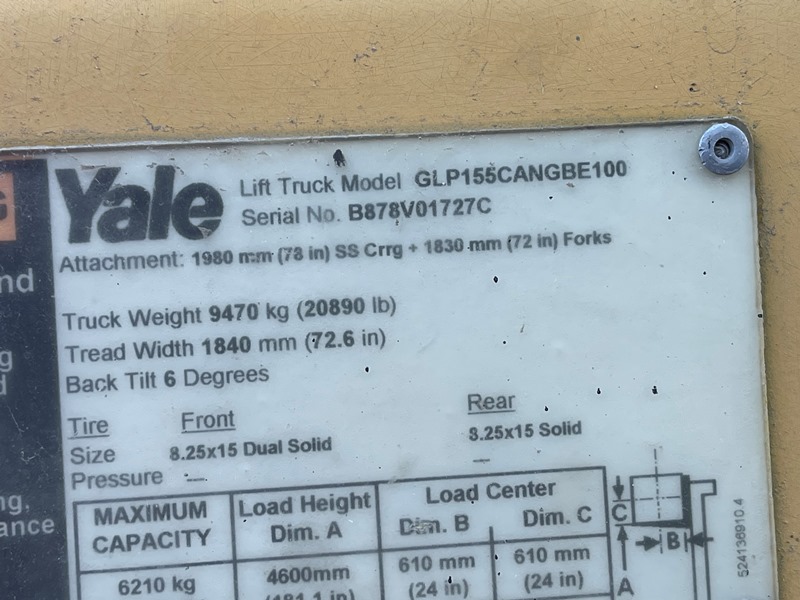 G
Yale
Lift Truck Model GLP155CANGBE100
Serial No. B878V01727C
Attachment: 1980 mm (78 in) SS Crrg + 1830 mm (72 in) Forks
nd
Truck Weight 9470 kg (20890 lb)
Tread Width 1840 mm (72.6 in)
Back Tilt 6 Degrees
g
d
Tire Front Rear
Size 8.25x15 Dual Solid 8.25x15 Solid
Pressure — —
ng,
ance
MAXIMUM CAPACITY
Load Height Dim. A
Load Center
Dim. B Dim. C
6210 kg 4600mm 610 mm 610 mm
(181.1 in) (24 in) (24 in)
C
B
A
524136910.4